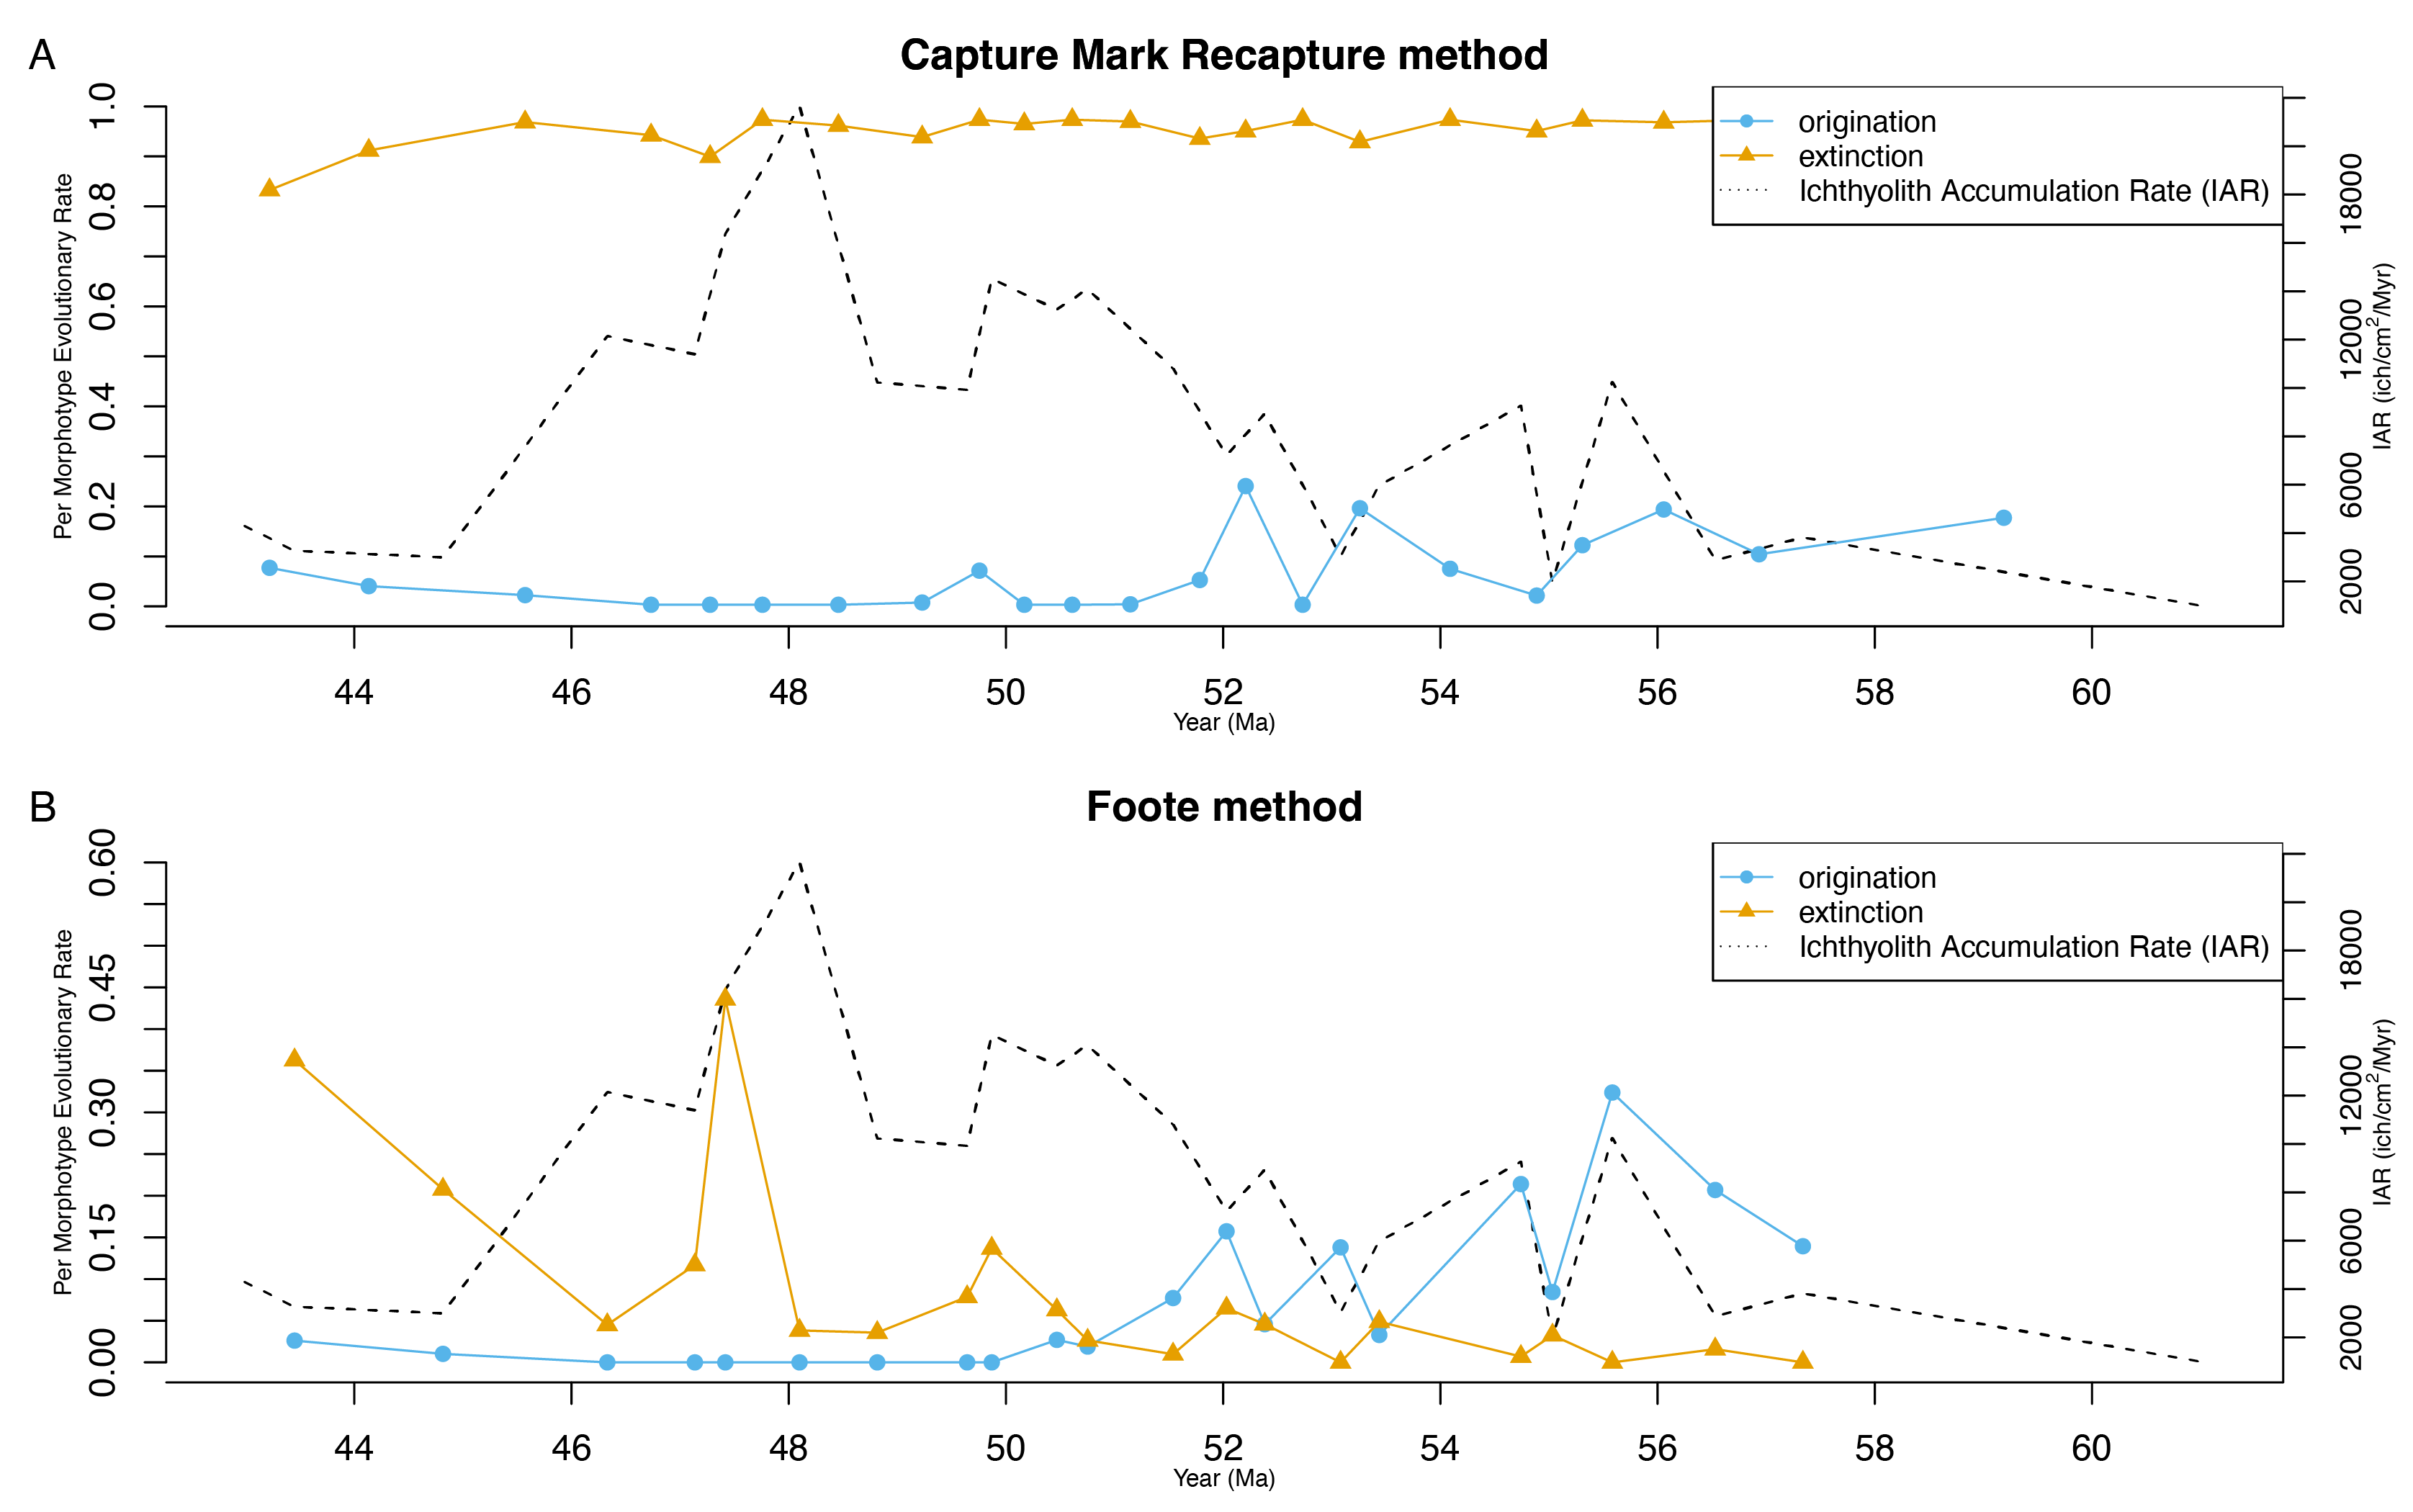 A
Capture Mark Recapture method
Per Morphotype Evolutionary Rate
1.0
0.8
0.6
0.4
0.2
0.0
origination
extinction
Ichthyolith Accumulation Rate (IAR)
18000
12000
6000
2000
IAR (ich/cm²/Myr)
44 46 48 50 52 54 56 58 60
Year (Ma)
B
Foote method
Per Morphotype Evolutionary Rate
0.60
0.45
0.30
0.15
0.00
origination
extinction
Ichthyolith Accumulation Rate (IAR)
18000
12000
6000
2000
IAR (ich/cm²/Myr)
44 46 48 50 52 54 56 58 60
Year (Ma)